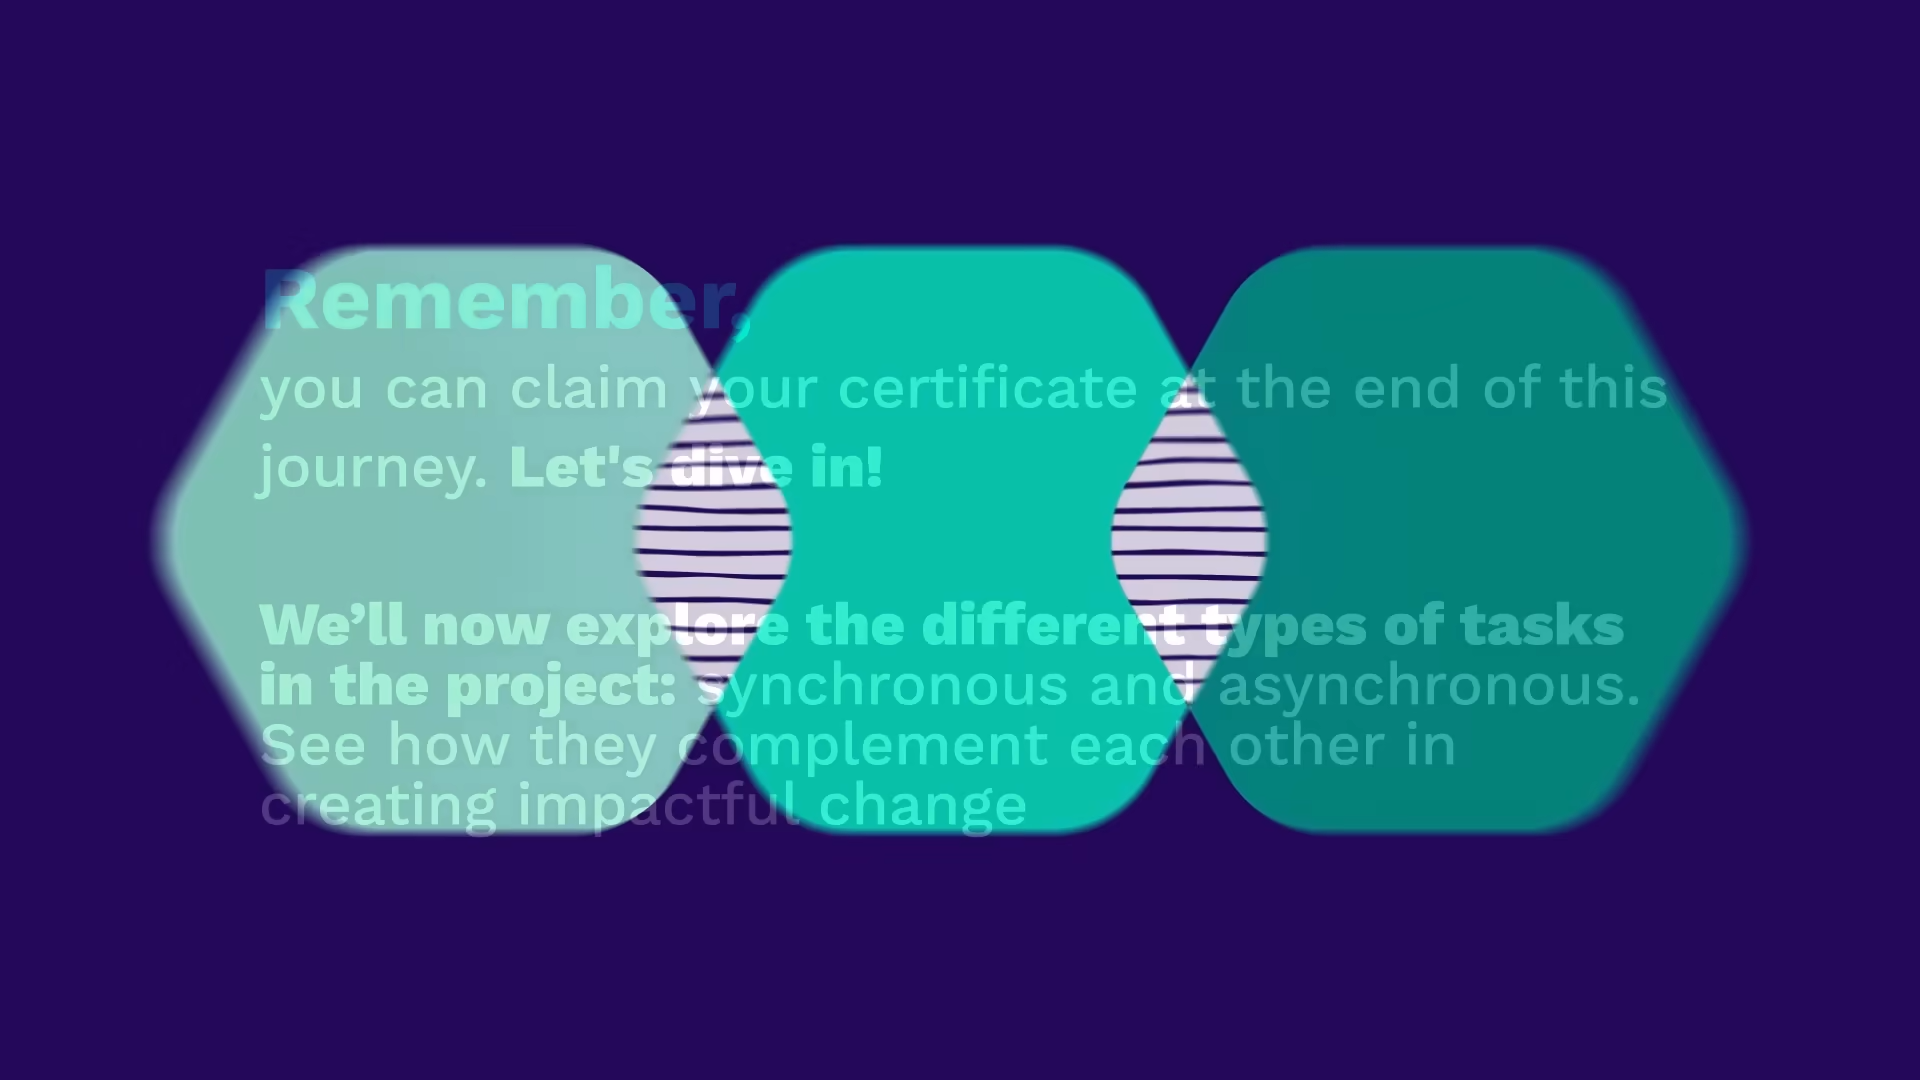 Remember,
you can claim your certificate at the end of this
journey. Let's dive in!
We’ll now explore the different types of tasks
in the project: synchronous and asynchronous.
See how they complement each other in
creating impactful change